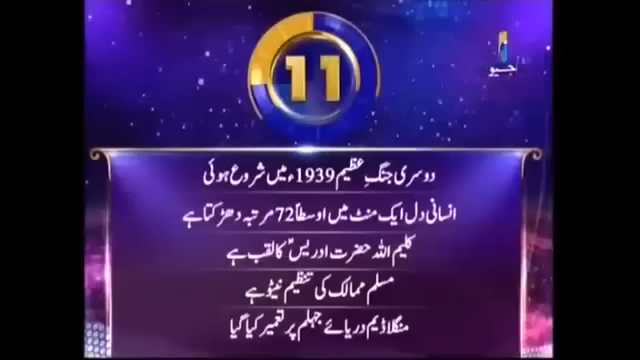 11
جیو
دوسری جنگِ عظیم 1939ء میں شروع ہوئی
انسانی دل ایک منٹ میں اوسطاً 72 مرتبہ دھڑکتا ہے
کلیم اللہ حضرت ادریسؑ کا لقب ہے
مسلم ممالک کی تنظیم نیٹو ہے
منگلا ڈیم دریائے جہلم پر تعمیر کیا گیا